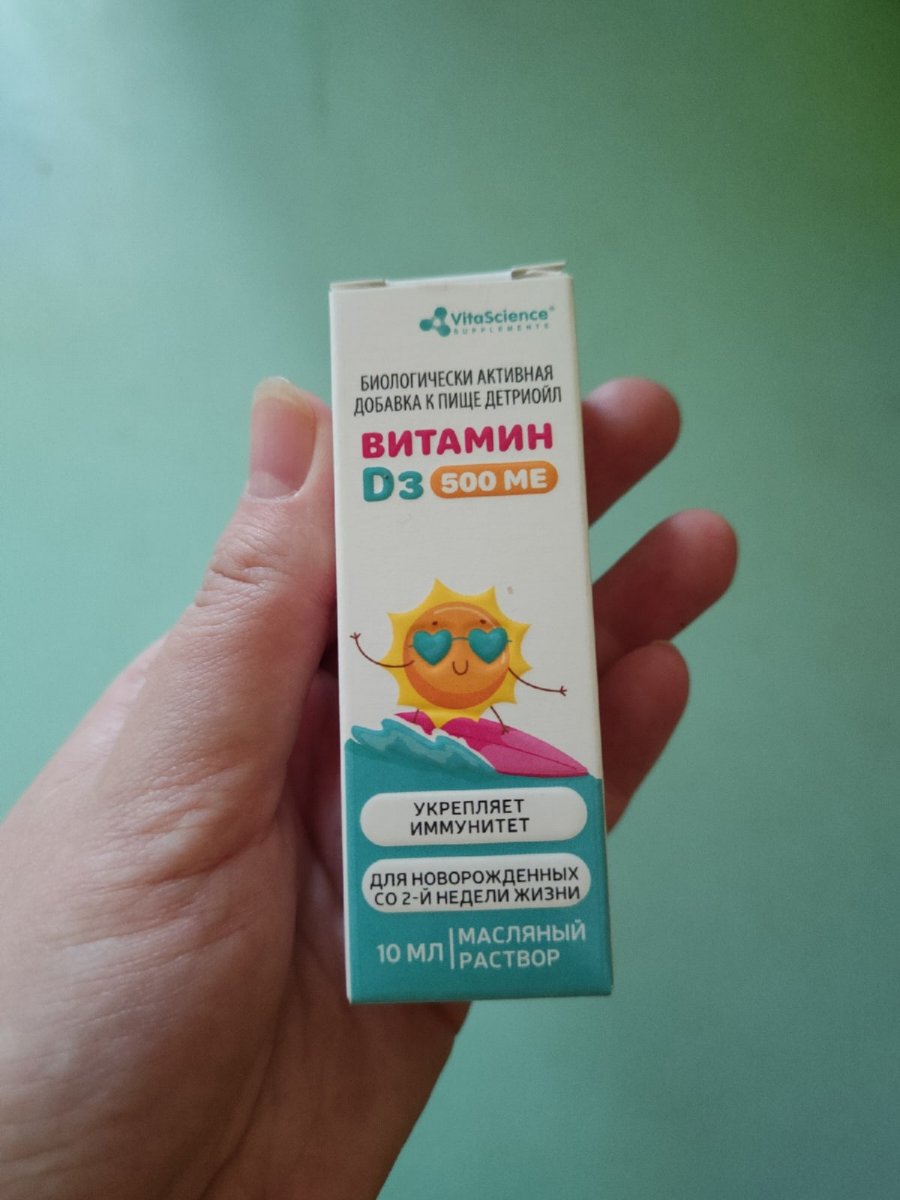 VitaScience®
SUPPLEMENTS
БИОЛОГИЧЕСКИ АКТИВНАЯ
ДОБАВКА К ПИЩЕ ДЕТРИОЙЛ
ВИТАМИН
D3 500 МЕ
УКРЕПЛЯЕТ
ИММУНИТЕТ
ДЛЯ НОВОРОЖДЕННЫХ
СО 2-Й НЕДЕЛИ ЖИЗНИ
10 МЛ
МАСЛЯНЫЙ
РАСТВОР